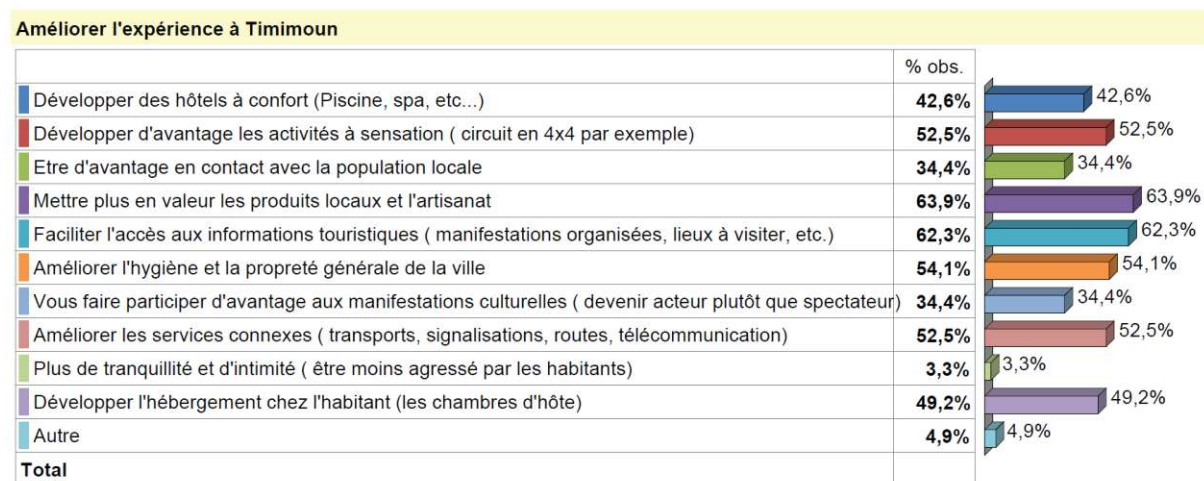 Améliorer l'expérience à Timimoun
% obs.
Développer des hôtels à confort (Piscine, spa, etc...) 42,6% 42,6%
Développer d'avantage les activités à sensation ( circuit en 4x4 par exemple) 52,5% 52,5%
Etre d'avantage en contact avec la population locale 34,4% 34,4%
Mettre plus en valeur les produits locaux et l'artisanat 63,9% 63,9%
Faciliter l'accès aux informations touristiques ( manifestations organisées, lieux à visiter, etc.) 62,3% 62,3%
Améliorer l'hygiène et la propreté générale de la ville 54,1% 54,1%
Vous faire participer d'avantage aux manifestations culturelles ( devenir acteur plutôt que spectateur) 34,4% 34,4%
Améliorer les services connexes ( transports, signalisations, routes, télécommunication) 52,5% 52,5%
Plus de tranquillité et d'intimité ( être moins agressé par les habitants) 3,3% 3,3%
Développer l'hébergement chez l'habitant (les chambres d'hôte) 49,2% 49,2%
Autre 4,9% 4,9%
Total